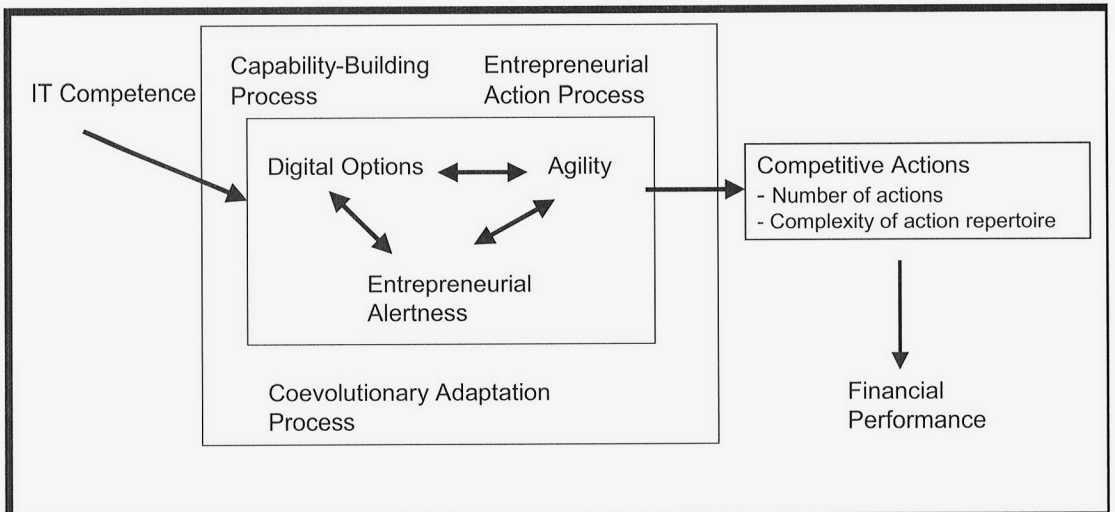 IT Competence
Capability-Building
Process
Entrepreneurial
Action Process
Digital Options
Agility
Entrepreneurial
Alertness
Coevolutionary Adaptation
Process
Competitive Actions
- Number of actions
- Complexity of action repertoire
Financial
Performance